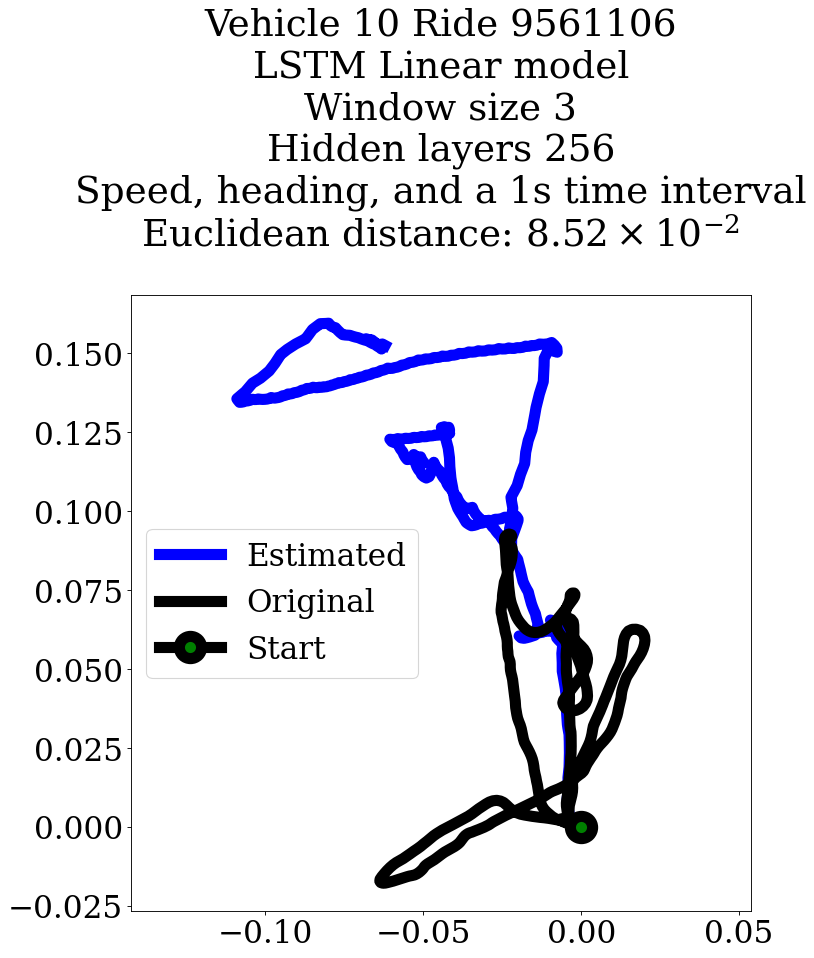 Vehicle 10 Ride 9561106
LSTM Linear model
Window size 3
Hidden layers 256
Speed, heading, and a 1s time interval
Euclidean distance: 8.52 × 10⁻²
0.150
0.125
0.100
0.075
0.050
0.025
0.000
−0.025
Estimated
Original
Start
−0.10
−0.05
0.00
0.05